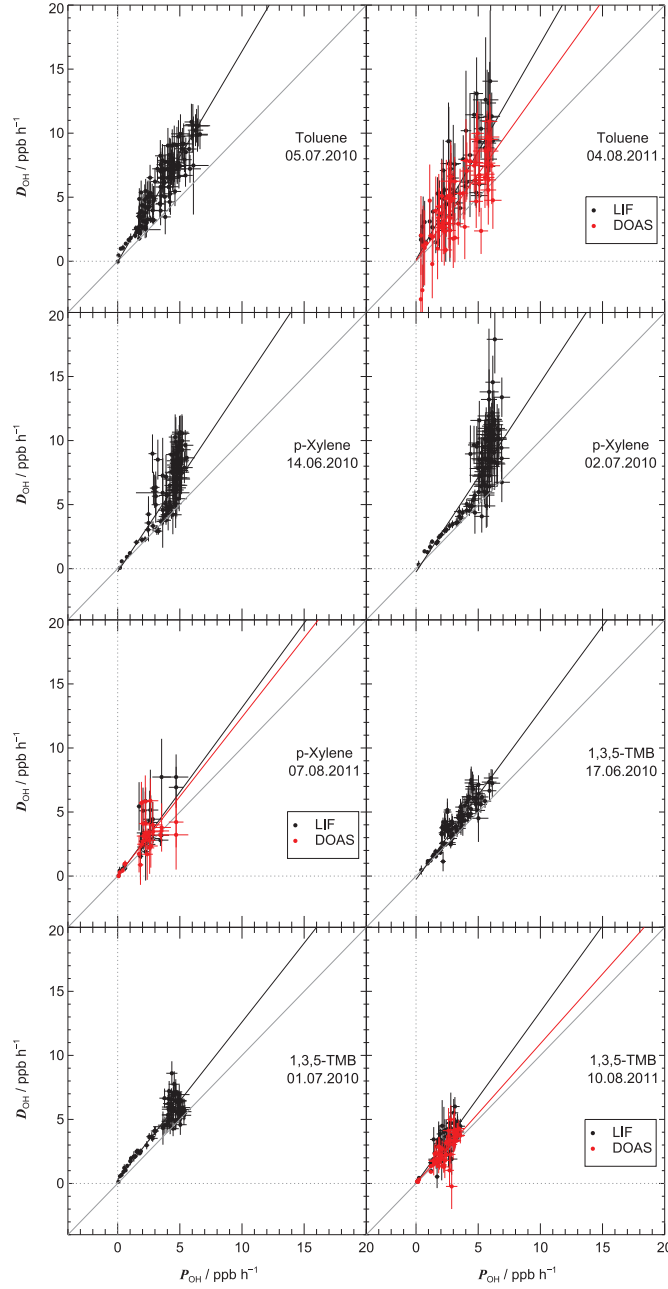 20
15
10
5
0
D_OH / ppb h⁻¹
Toluene
05.07.2010
Toluene
04.08.2011
LIF
DOAS
20
15
10
5
0
D_OH / ppb h⁻¹
p-Xylene
14.06.2010
p-Xylene
02.07.2010
20
15
10
5
0
D_OH / ppb h⁻¹
p-Xylene
07.08.2011
LIF
DOAS
1,3,5-TMB
17.06.2010
20
15
10
5
0
D_OH / ppb h⁻¹
1,3,5-TMB
01.07.2010
1,3,5-TMB
10.08.2011
LIF
DOAS
0 5 10 15 20 0 5 10 15 20
P_OH / ppb h⁻¹ P_OH / ppb h⁻¹